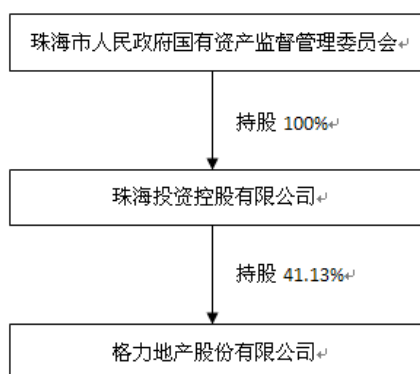 珠海市人民政府国有资产监督管理委员会↵
持股 100%↵
珠海投资控股有限公司↵
持股 41.13%↵
格力地产股份有限公司↵